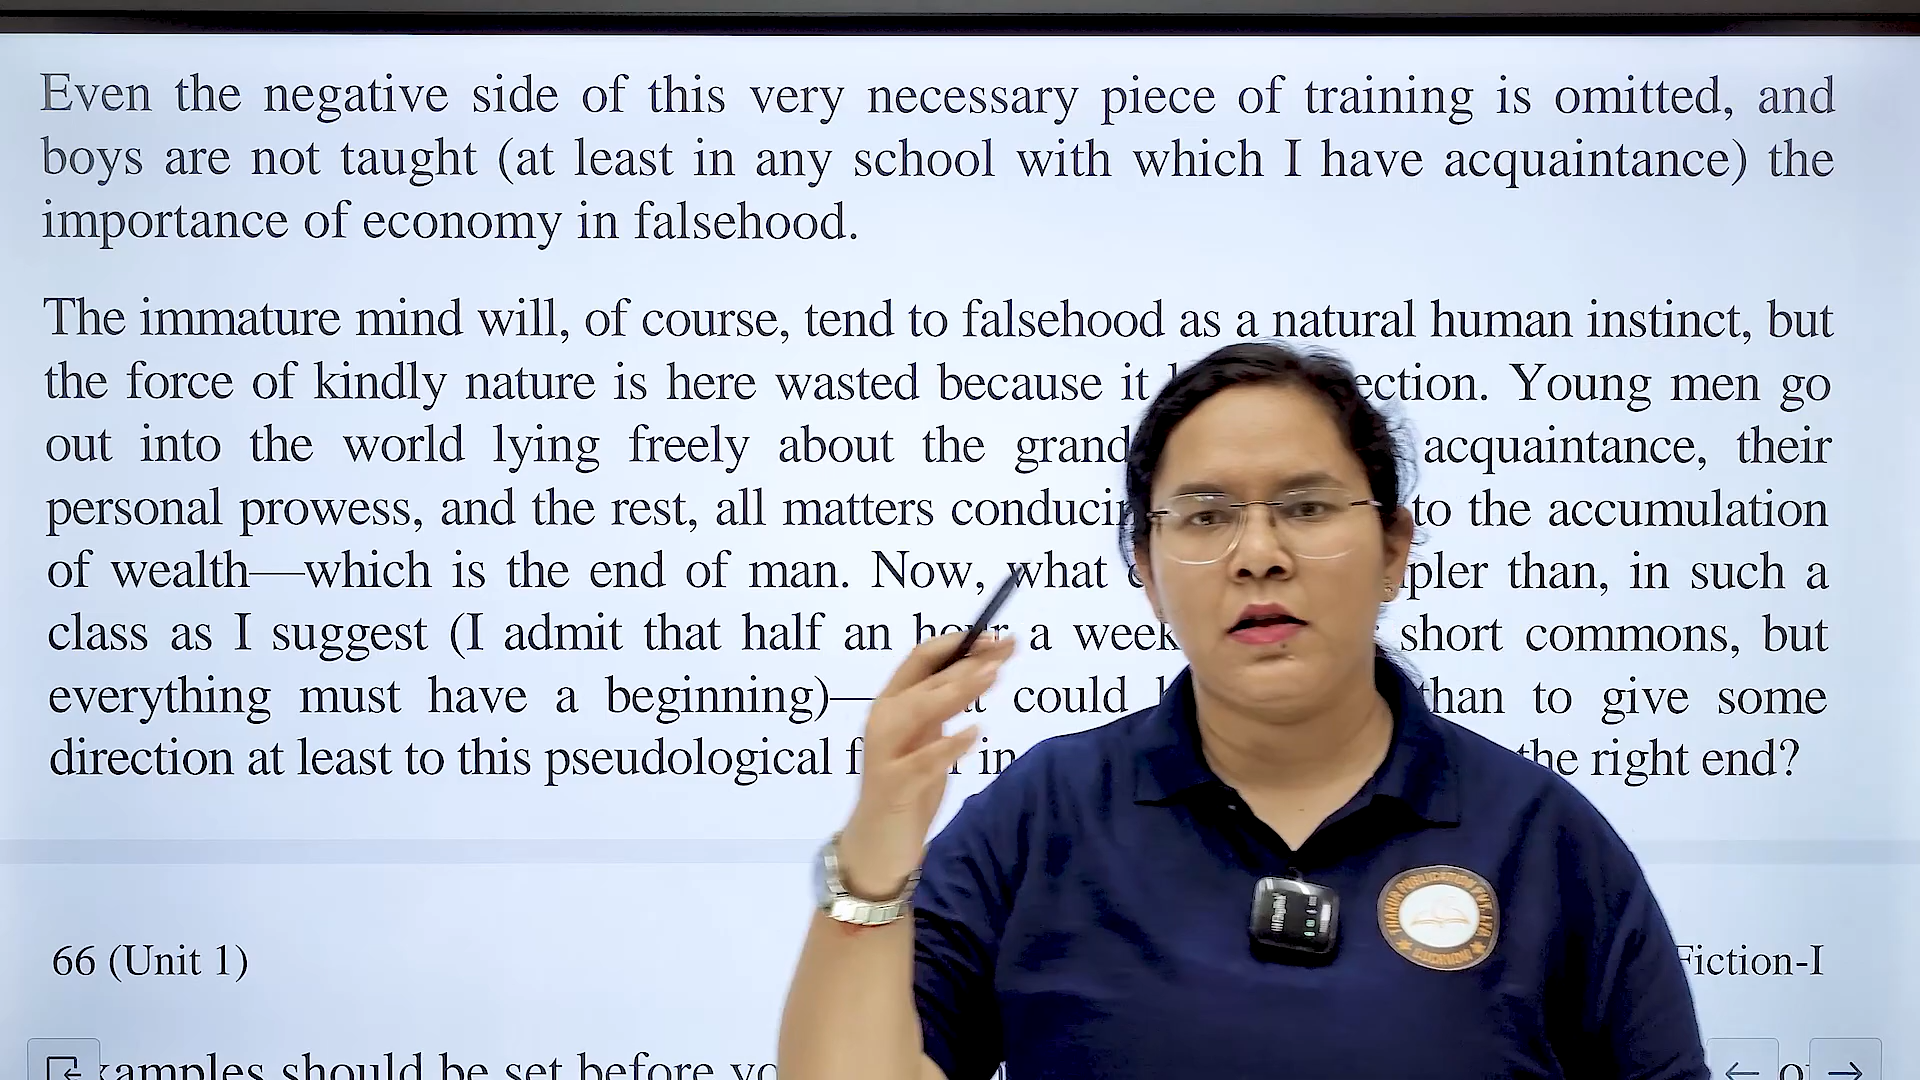 Even the negative side of this very necessary piece of training is omitted, and
boys are not taught (at least in any school with which I have acquaintance) the
importance of economy in falsehood.
The immature mind will, of course, tend to falsehood as a natural human instinct, but
the force of kindly nature is here wasted because it Young men go
out into the world lying freely about the acquaintance, their
personal prowess, and the rest, all matters to the accumulation
of wealth—which is the end of man. Now, what than, in such a
class as I suggest (I admit that half an hour a week short commons, but
everything must have a beginning)— could than to give some
direction at least to this pseudological in the right end?
66 (Unit 1) Fiction-I
should be set before